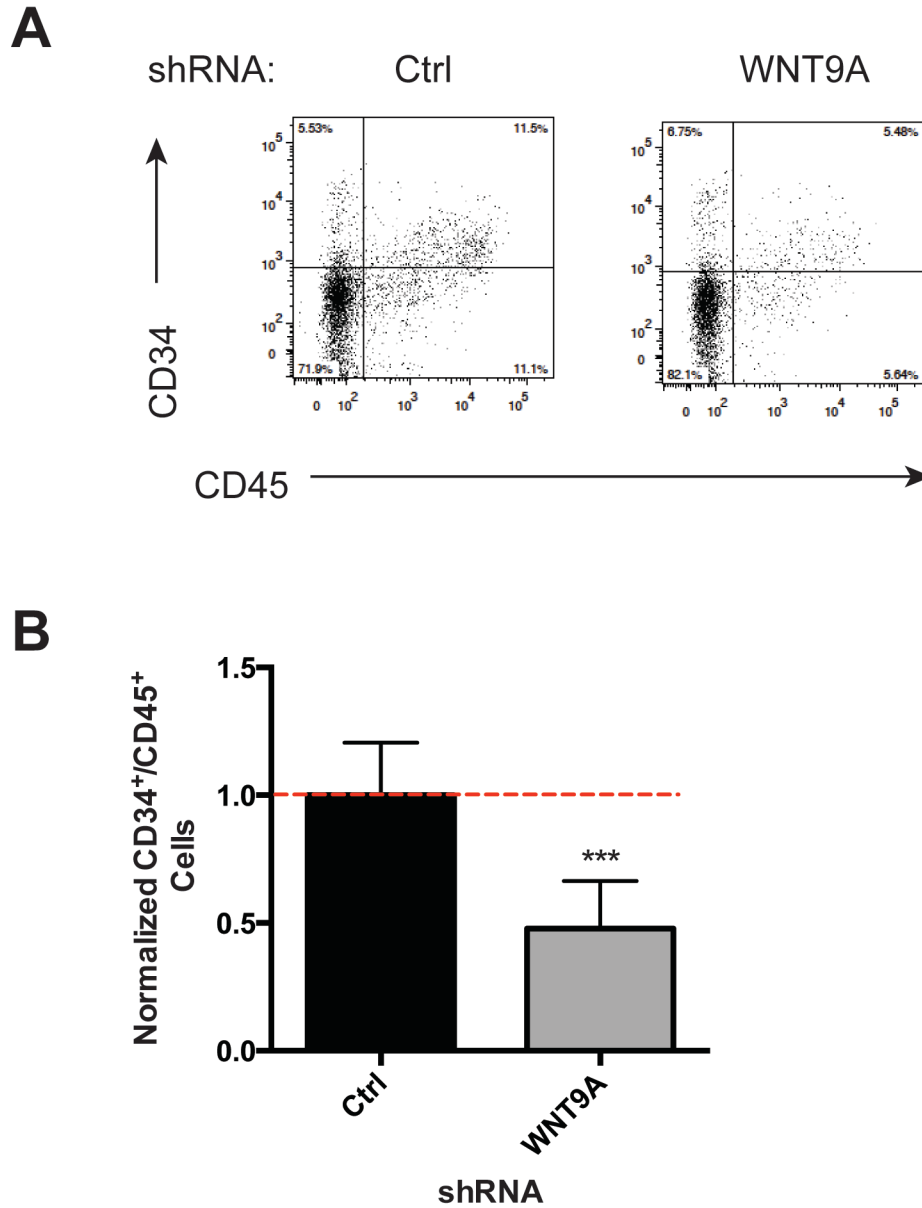 A
shRNA: Ctrl WNT9A
5.53% 11.5%
10^5
10^4
10^3
10^2
0
71.9% 11.1%
0 10^2 10^3 10^4 10^5
6.75% 5.48%
10^5
10^4
10^3
10^2
0
82.1% 5.64%
0 10^2 10^3 10^4 10^5
CD34
CD45
B
Normalized CD34⁺/CD45⁺
Cells
1.5
1.0
0.5
0.0
***
Ctrl
WNT9A
shRNA